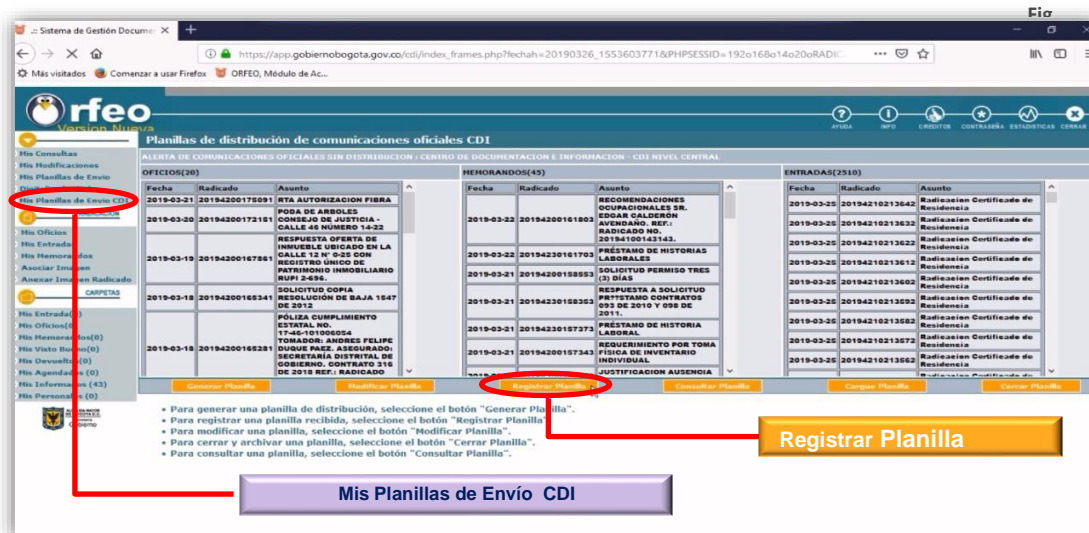 Fig
.:: Sistema de Gestión Docume
https://app.gobiernobogota.gov.co/cdi/index_frames.php?fechah=20190326_1553603771&PHPSESSID=192o168o14o20oRADIC
Más visitados Comenzar a usar Firefox ORFEO, Módulo de Ac...
Orfeo
Version Nueva
AYUDA INFO CREDITOS CONTRASEÑA ESTADISTICAS CERRAR
Planillas de distribución de comunicaciones oficiales CDI
ALERTA DE COMUNICACIONES OFICIALES SIN DISTRIBUCION : CENTRO DE DOCUMENTACION E INFORMACION - CDI NIVEL CENTRAL
Mis Consultas
Mis Modificaciones
Mis Planillas de Envio
Mis Planillas de Envio CDI
Mis Oficios
Mis Entradas
Mis Memorandos
Asociar Imagen
Anexar Imagen Radicado
CARPETAS
Mis Entrada(
Mis Oficios(0
Mis Memorandos(0)
Mis Visto Bueno(0)
Mis Devueltos(0)
Mis Agendados (0)
Mis Informados (43)
Mis Personales (0)
OFICIOS(20)
Fecha Radicado Asunto
2019-03-21 20194200175091 RTA AUTORIZACION FIBRA
2019-03-20 20194200172181 PODA DE ARBOLES
CONSEJO DE JUSTICIA -
CALLE 46 NÚMERO 14-22
2019-03-19 20194200167861 RESPUESTA OFERTA DE
INMUEBLE UBICADO EN LA
CALLE 12 N° 0-25 CON
REGISTRO ÚNICO DE
PATRIMONIO INMOBILIARIO
RUPI 2-696.
2019-03-18 20194200165341 SOLICITUD COPIA
RESOLUCIÓN DE BAJA 1547
DE 2012
2019-03-18 20194200165281 PÓLIZA CUMPLIMIENTO
ESTATAL NO.
17-46-101006054
TOMADOR: ANDRES FELIPE
DUQUE PAEZ. ASEGURADO:
SECRETARÍA DISTRITAL DE
GOBIERNO. CONTRATO 316
DE 2018 REF.: RADICADO
MEMORANDOS(45)
Fecha Radicado Asunto
2019-03-22 20194200161803 RECOMENDACIONES
OCUPACIONALES SR.
EDGAR CALDERÓN
AVENDAÑO. REF.:
RADICADO NO.
20194100143143.
2019-03-22 20194230161703 PRÉSTAMO DE HISTORIAS
LABORALES
2019-03-21 20194200158553 SOLICITUD PERMISO TRES
(3) DÍAS
2019-03-21 20194230158353 RESPUESTA A SOLICITUD
PR??STAMO CONTRATOS
093 DE 2010 Y 098 DE
2011.
2019-03-21 20194230157373 PRÉSTAMO DE HISTORIA
LABORAL
2019-03-21 20194200157343 REQUERIMIENTO POR TOMA
FÍSICA DE INVENTARIO
INDIVIDUAL
JUSTIFICACION AUSENCIA
ENTRADAS(2510)
Fecha Radicado Asunto
2019-03-25 20194210213642 Radicacion Certificado de
Residencia
2019-03-25 20194210213632 Radicacion Certificado de
Residencia
2019-03-25 20194210213622 Radicacion Certificado de
Residencia
2019-03-25 20194210213612 Radicacion Certificado de
Residencia
2019-03-25 20194210213602 Radicacion Certificado de
Residencia
2019-03-25 20194210213592 Radicacion Certificado de
Residencia
2019-03-25 20194210213582 Radicacion Certificado de
Residencia
2019-03-25 20194210213572 Radicacion Certificado de
Residencia
2019-03-25 20194210213562 Radicacion Certificado de
Residencia
Generar Planilla Modificar Planilla Registrar Planilla Consultar Planilla Cargue Planilla Cerrar Planilla
• Para generar una planilla de distribución, seleccione el botón "Generar Planilla".
• Para registrar una planilla recibida, seleccione el botón "Registrar Planilla"
• Para modificar una planilla, seleccione el botón "Modificar Planilla".
• Para cerrar y archivar una planilla, seleccione el botón "Cerrar Planilla".
• Para consultar una planilla, seleccione el botón "Consultar Planilla".
Registrar Planilla
Mis Planillas de Envío CDI